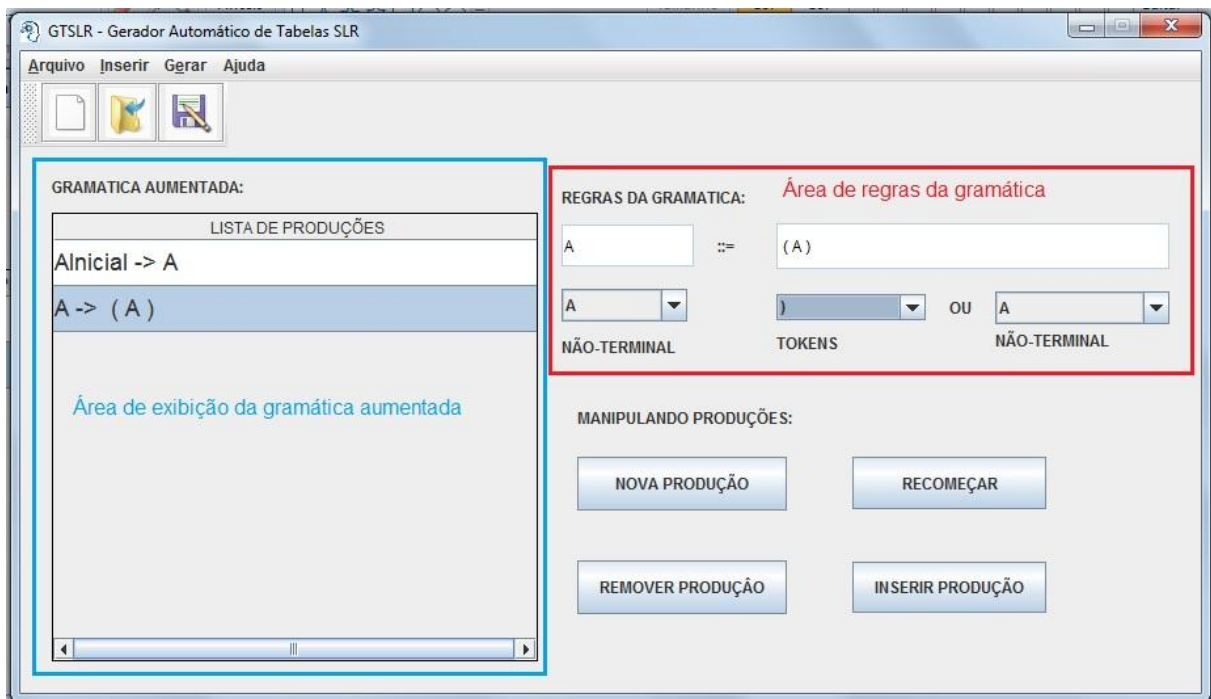 GTSLR - Gerador Automático de Tabelas SLR
Arquivo Inserir Gerar Ajuda
GRAMATICA AUMENTADA:
LISTA DE PRODUÇÕES
AInicial -> A
A -> ( A )
Área de exibição da gramática aumentada
REGRAS DA GRAMATICA:
Área de regras da gramática
A ::= ( A )
A ) OU A
NÃO-TERMINAL TOKENS NÃO-TERMINAL
MANIPULANDO PRODUÇÕES:
NOVA PRODUÇÃO RECOMEÇAR
REMOVER PRODUÇÂO INSERIR PRODUÇÃO